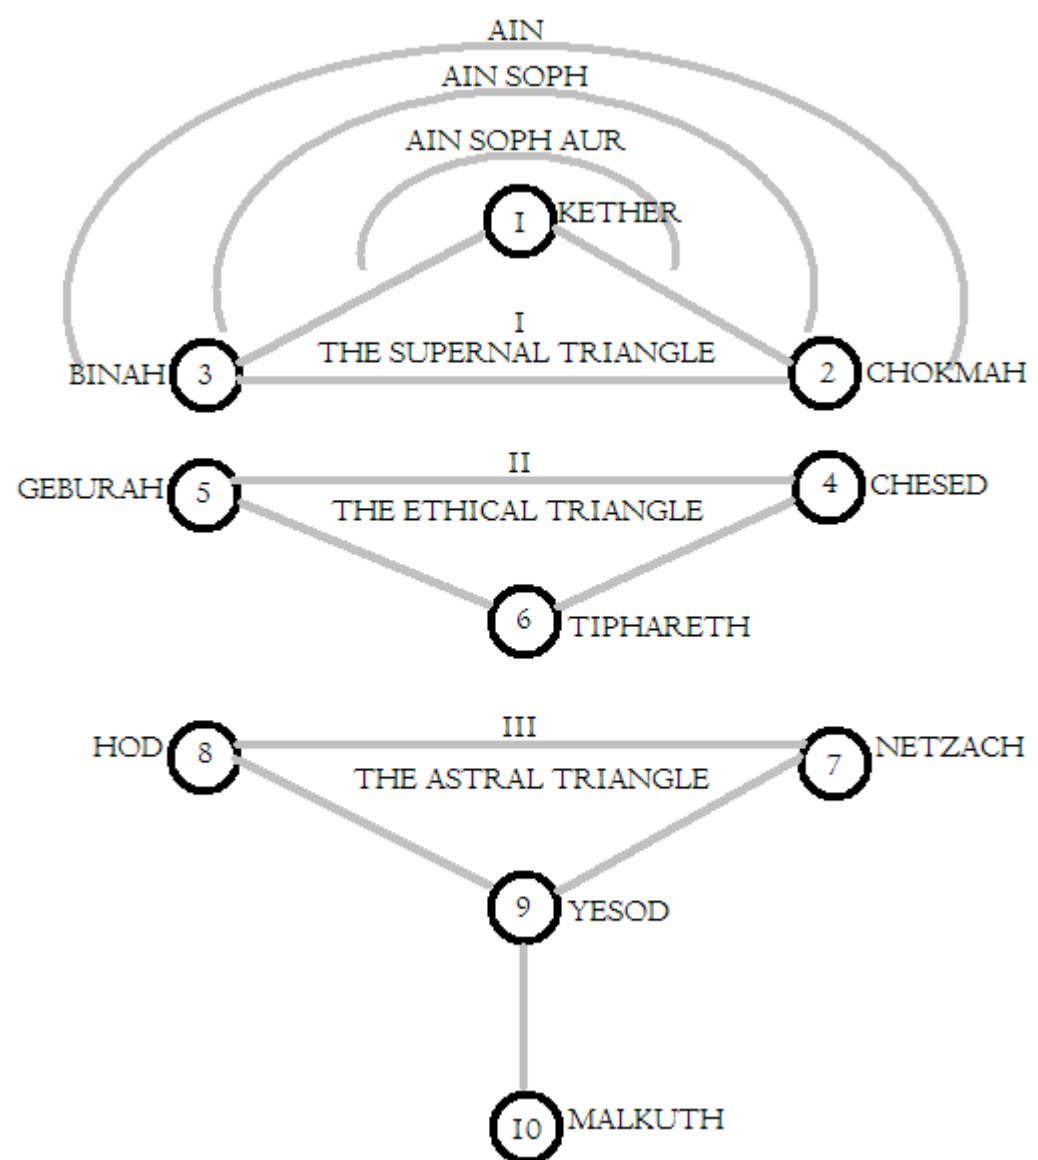 AIN
AIN SOPH
AIN SOPH AUR
I KETHER
I
THE SUPERNAL TRIANGLE
BINAH 3 2 CHOKMAH
II
GEBURAH 5 4 CHESED
THE ETHICAL TRIANGLE
6 TIPHARETH
III
HOD 8 7 NETZACH
THE ASTRAL TRIANGLE
9 YESOD
10 MALKUTH